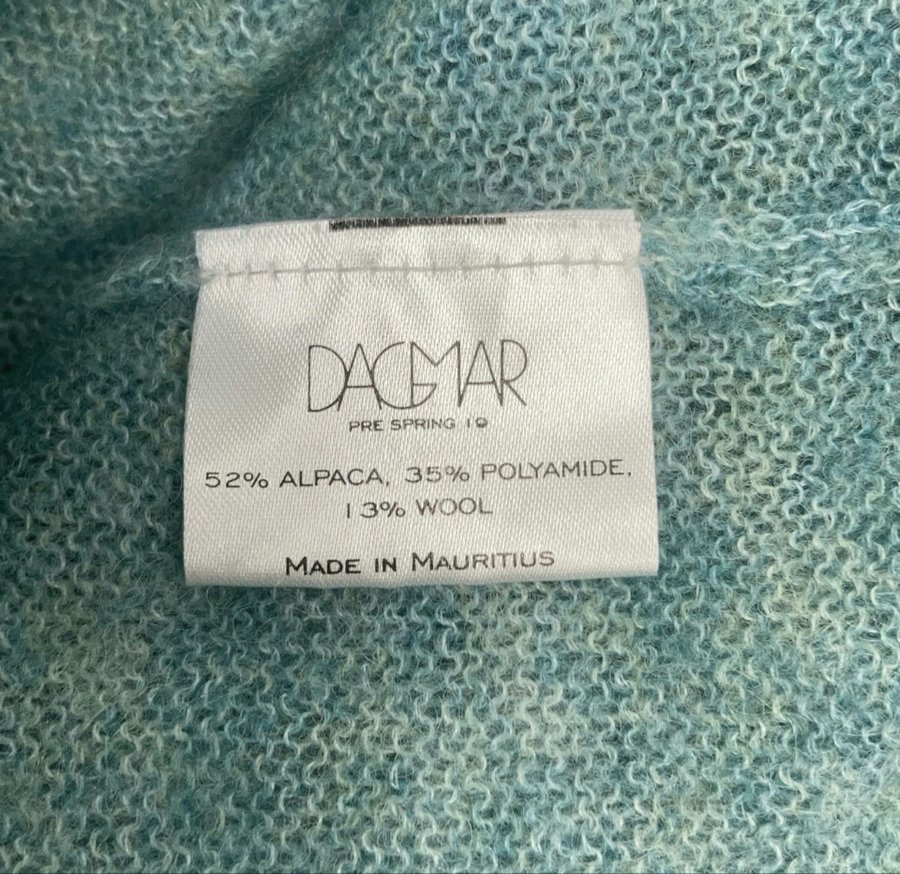 DAGMAR
PRE SPRING 19
52% ALPACA, 35% POLYAMIDE,
13% WOOL
MADE IN MAURITIUS